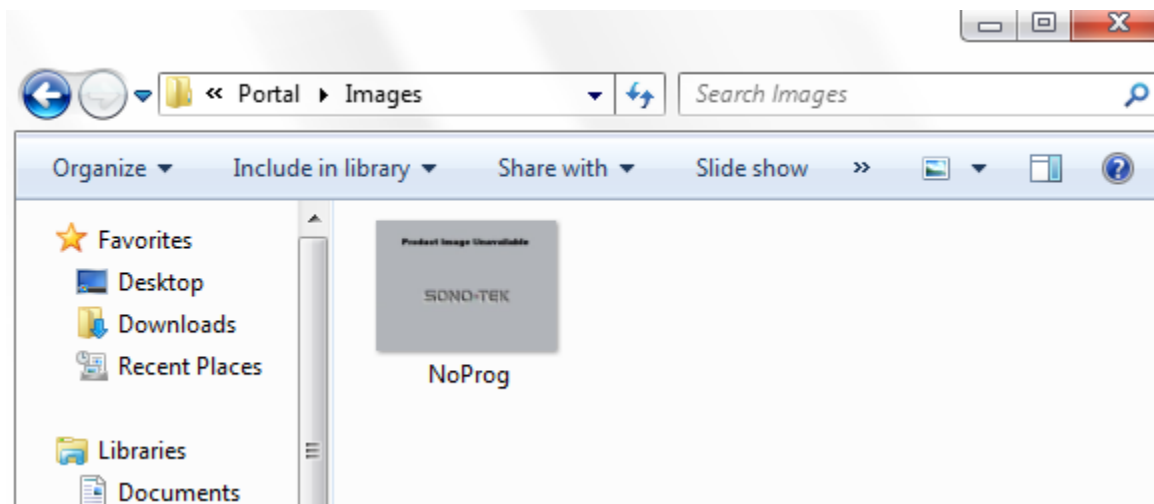 « Portal ▸ Images
Search Images
Organize Include in library Share with Slide show »
Favorites
Desktop
Downloads
Recent Places
Libraries
Documents
Product Image Unavailable
SONO-TEK
NoProg